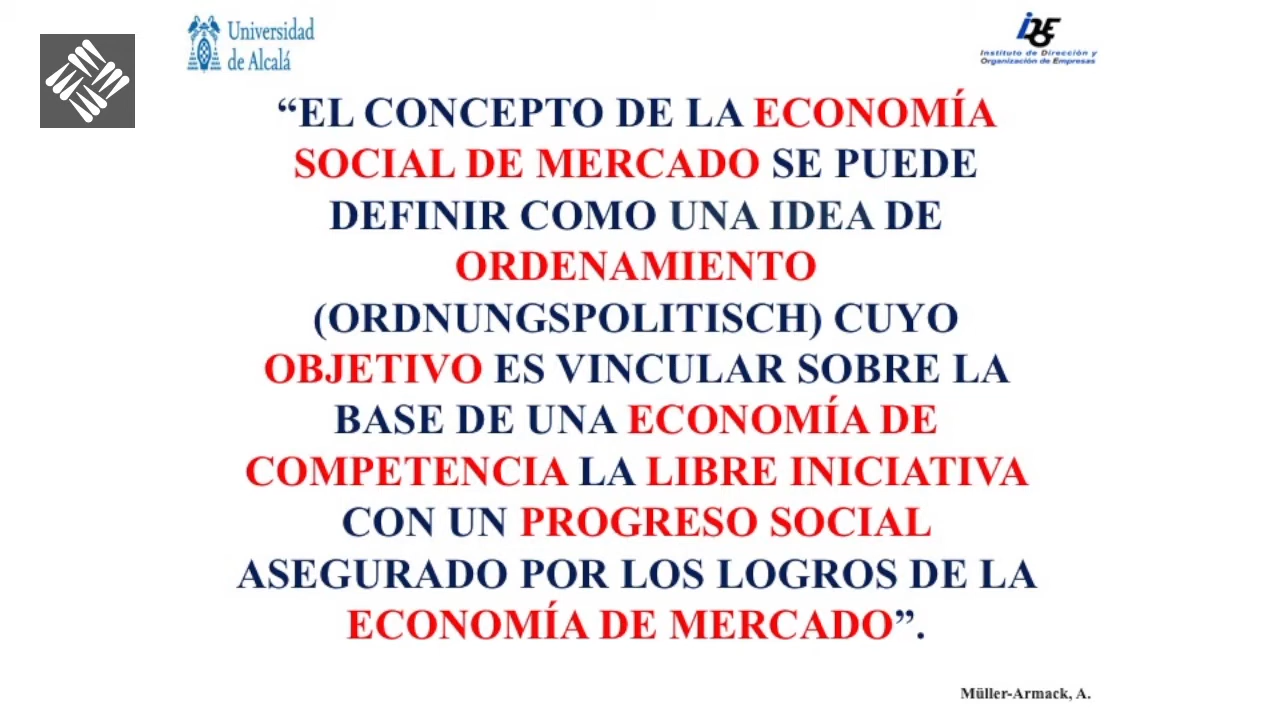 Universidad
de Alcalá
IDOE
Instituto de Dirección y
Organización de Empresas
“EL CONCEPTO DE LA ECONOMÍA
SOCIAL DE MERCADO SE PUEDE
DEFINIR COMO UNA IDEA DE
ORDENAMIENTO
(ORDNUNGSPOLITISCH) CUYO
OBJETIVO ES VINCULAR SOBRE LA
BASE DE UNA ECONOMÍA DE
COMPETENCIA LA LIBRE INICIATIVA
CON UN PROGRESO SOCIAL
ASEGURADO POR LOS LOGROS DE LA
ECONOMÍA DE MERCADO”.
Müller-Armack, A.